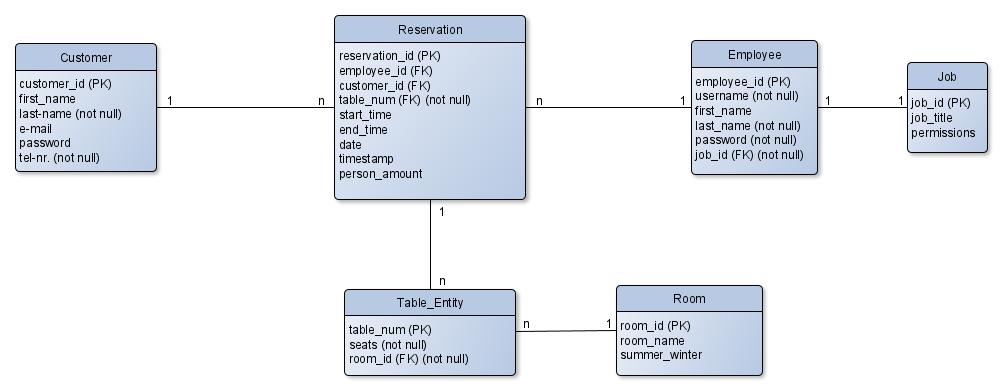 Customer
customer_id (PK)
first_name
last-name (not null)
e-mail
password
tel-nr. (not null)
1
n
Reservation
reservation_id (PK)
employee_id (FK)
customer_id (FK)
table_num (FK) (not null)
start_time
end_time
date
timestamp
person_amount
n
1
Employee
employee_id (PK)
username (not null)
first_name
last_name (not null)
password (not null)
job_id (FK) (not null)
1
1
Job
job_id (PK)
job_title
permissions
1
n
Table_Entity
table_num (PK)
seats (not null)
room_id (FK) (not null)
n
1
Room
room_id (PK)
room_name
summer_winter